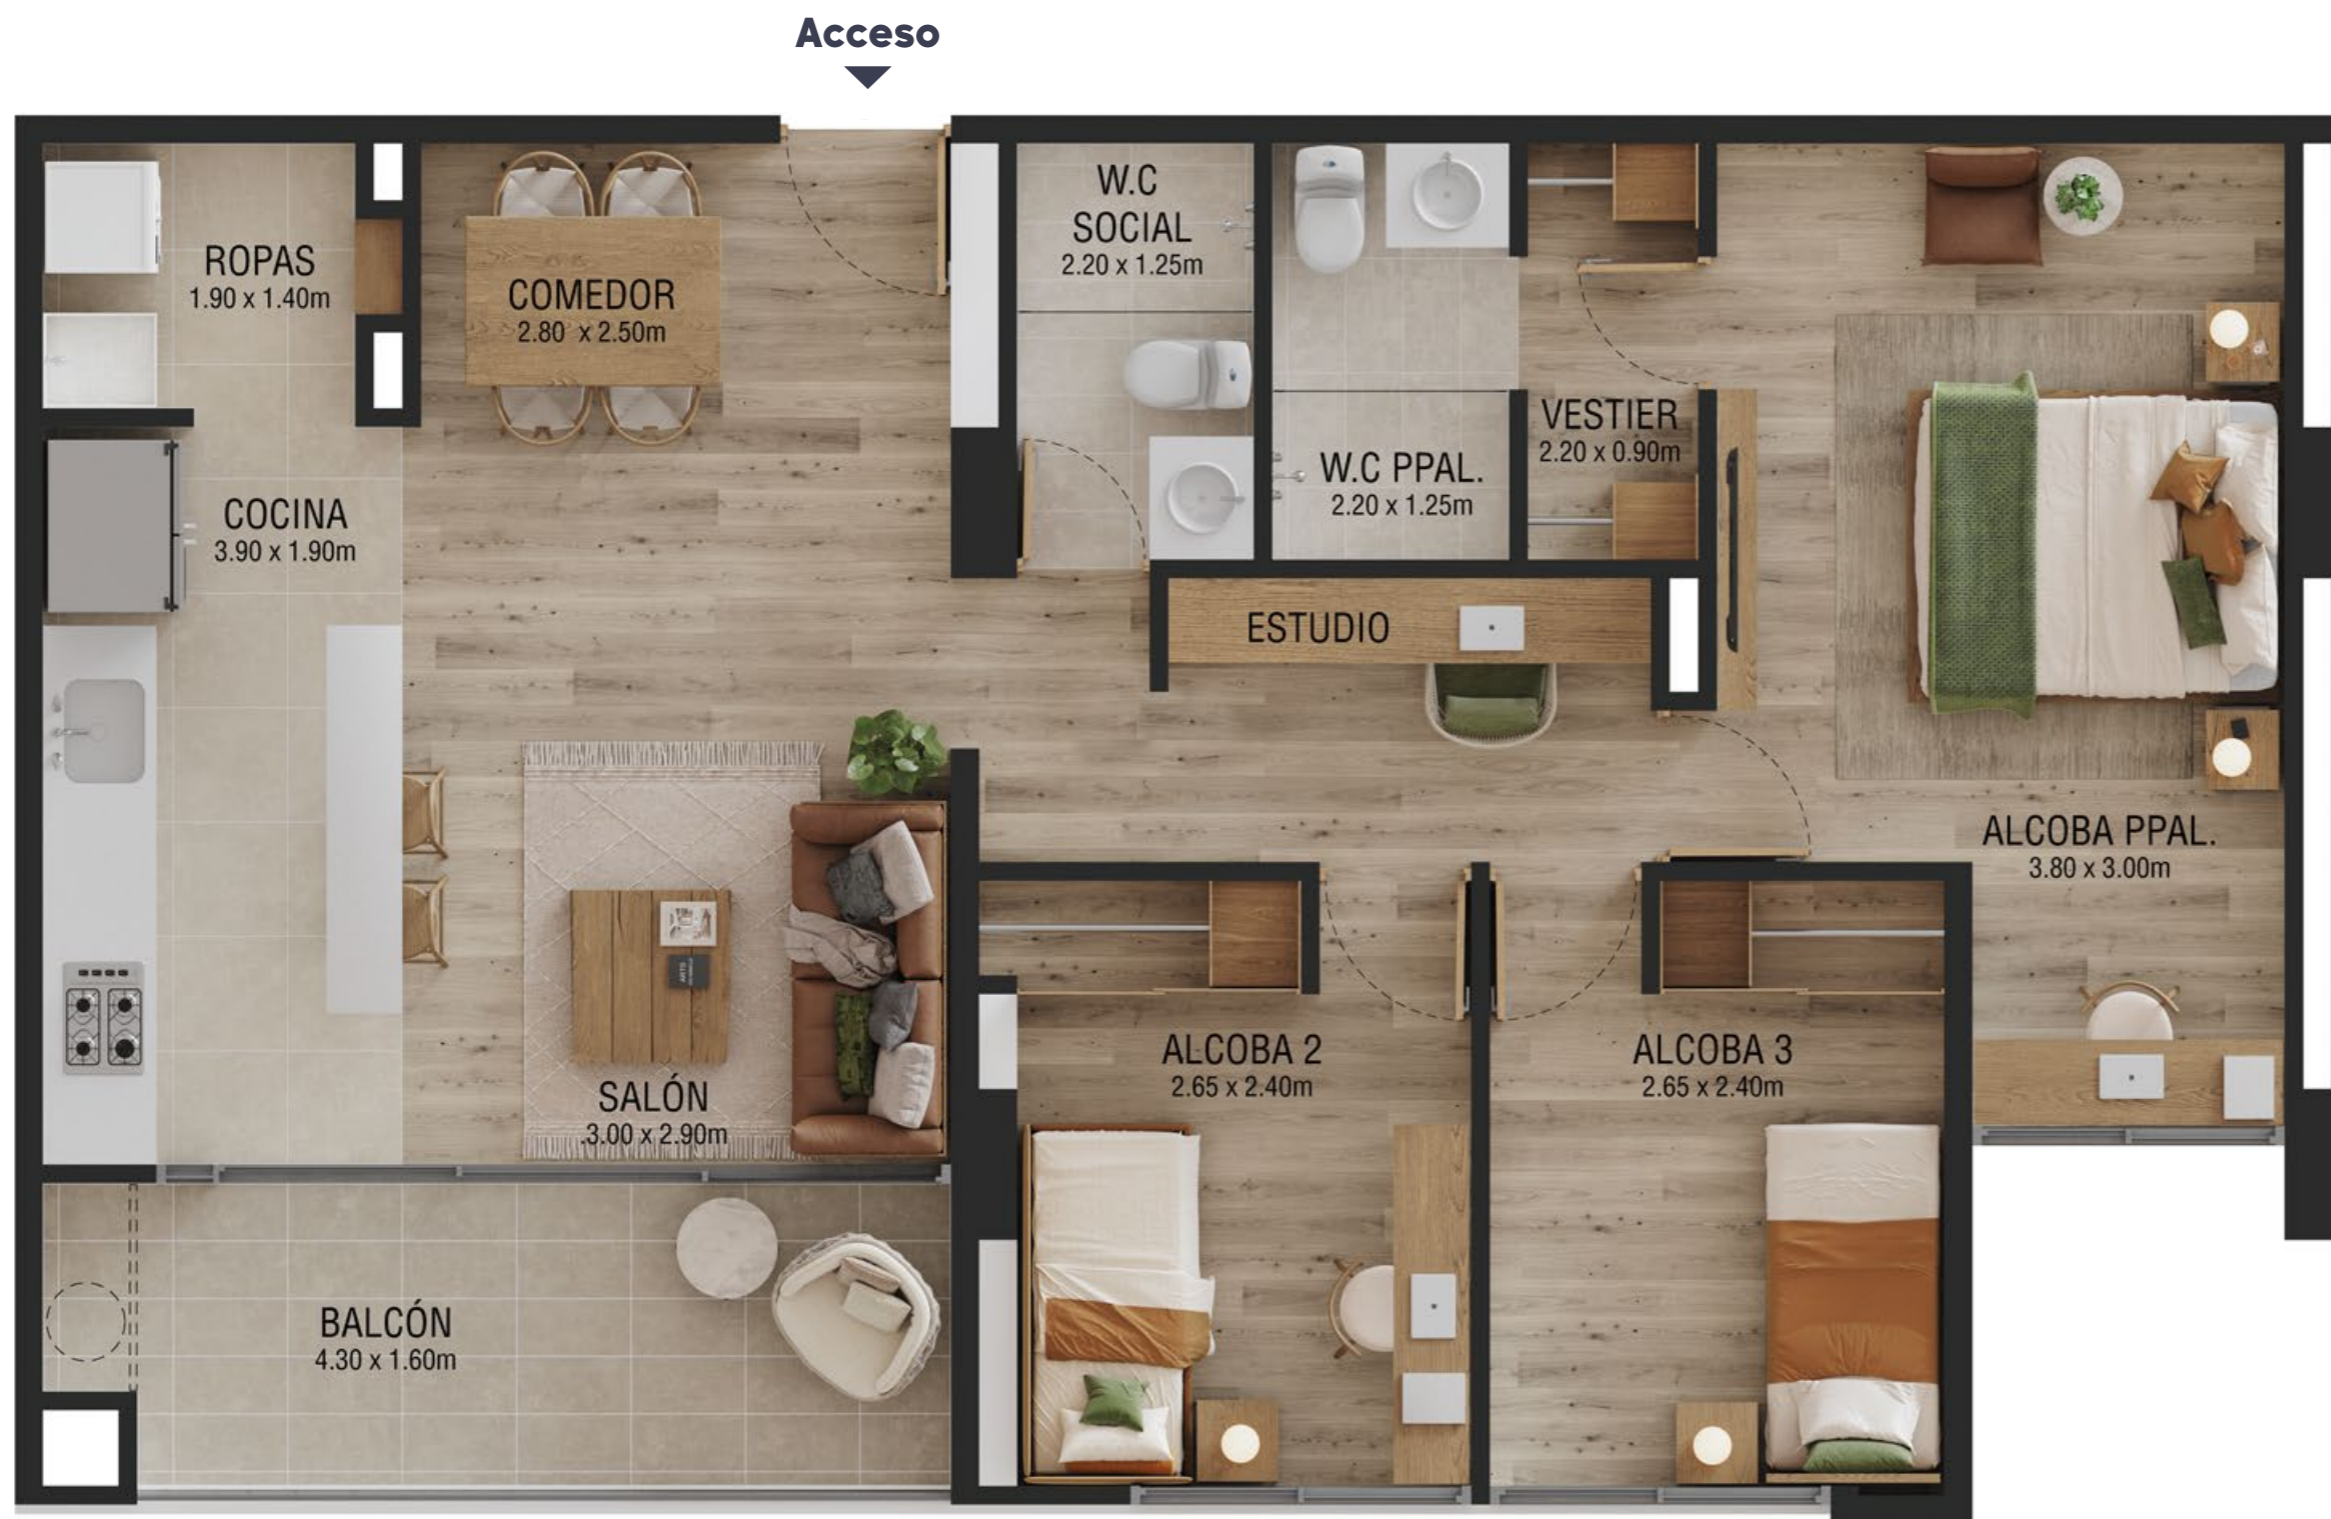 Acceso
W.C
SOCIAL
2.20 x 1.25m
ROPAS
1.90 x 1.40m
COMEDOR
2.80 x 2.50m
VESTIER
2.20 x 0.90m
W.C PPAL.
2.20 x 1.25m
COCINA
3.90 x 1.90m
ESTUDIO
ALCOBA PPAL.
3.80 x 3.00m
ALCOBA 2
2.65 x 2.40m
ALCOBA 3
2.65 x 2.40m
SALÓN
3.00 x 2.90m
BALCÓN
4.30 x 1.60m